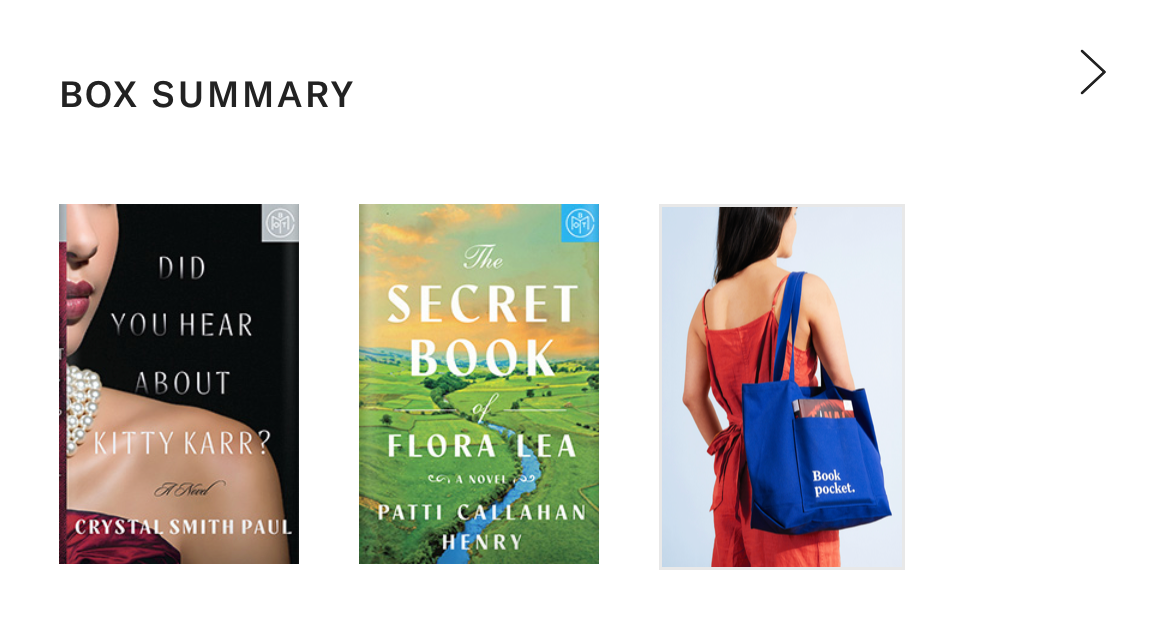 BOX SUMMARY
DID
YOU HEAR
ABOUT
KITTY KARR?
A Novel
CRYSTAL SMITH PAUL
The
SECRET
BOOK
of
FLORA LEA
A NOVEL
PATTI CALLAHAN
HENRY
Book
pocket.